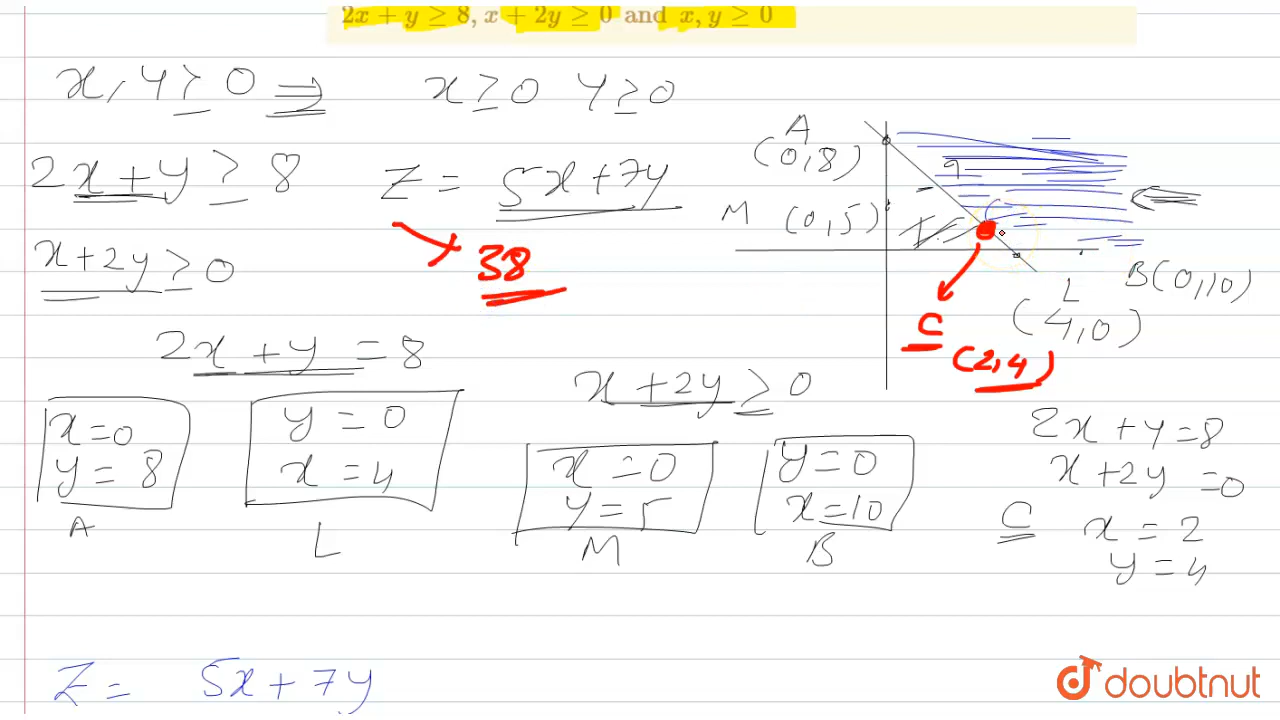 2x + y ≥ 8, x + 2y ≥ 0 and x, y ≥ 0
x, y ≥ 0 ⇒ x ≥ 0 y ≥ 0
2x + y ≥ 8
Z = 5x + 7y
38
x + 2y ≥ 0
A
(0,8)
M (0,5)
B(0,10)
L
(4,0)
C
(2,4)
2x + y = 8
x = 0
y = 8
A
y = 0
x = 4
L
x + 2y ≥ 0
x = 0
y = 5
M
y = 0
x = 10
B
2x + y = 8
x + 2y = 0
C x = 2
y = 4
Z = 5x + 7y
doubtnut